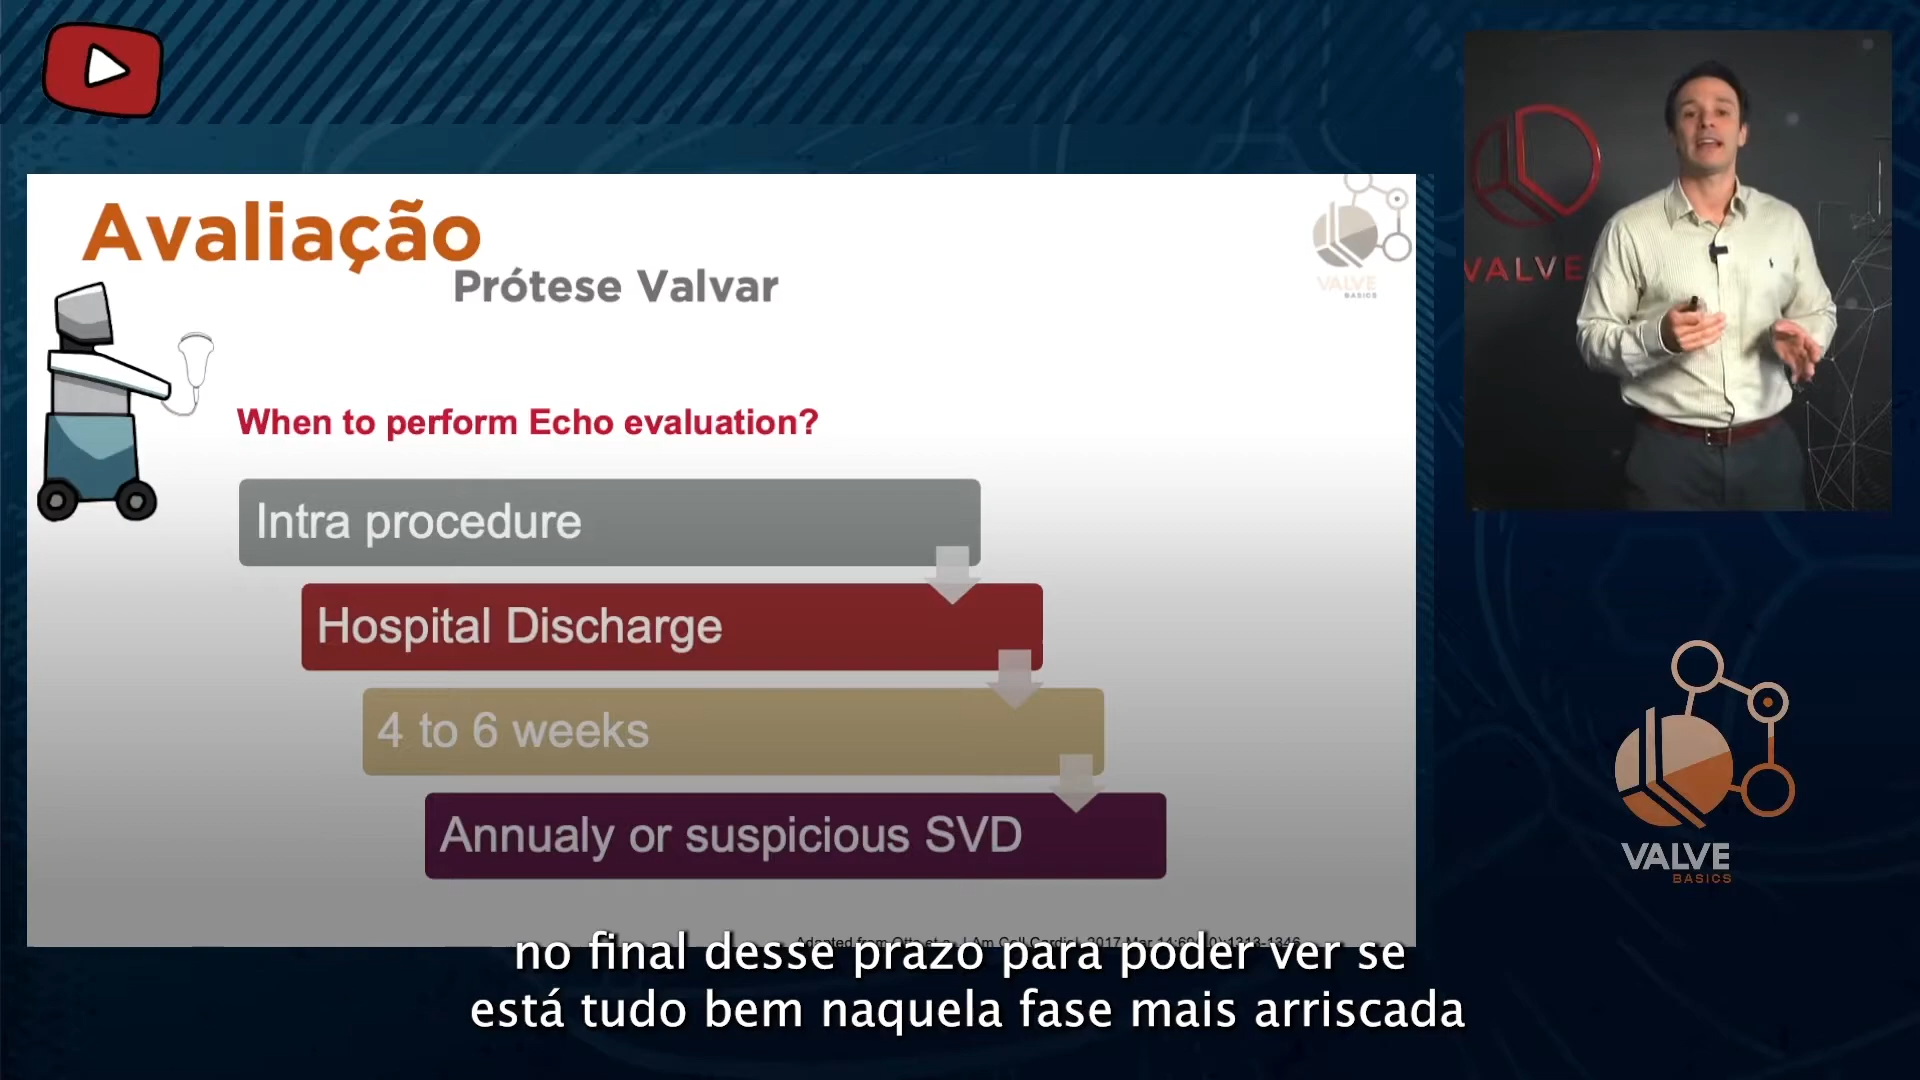 Avaliação
Prótese Valvar
VALVE
BASICS
When to perform Echo evaluation?
Intra procedure
Hospital Discharge
4 to 6 weeks
Annualy or suspicious SVD
VALVE
VALVE
BASICS
no final desse prazo para poder ver se
está tudo bem naquela fase mais arriscada